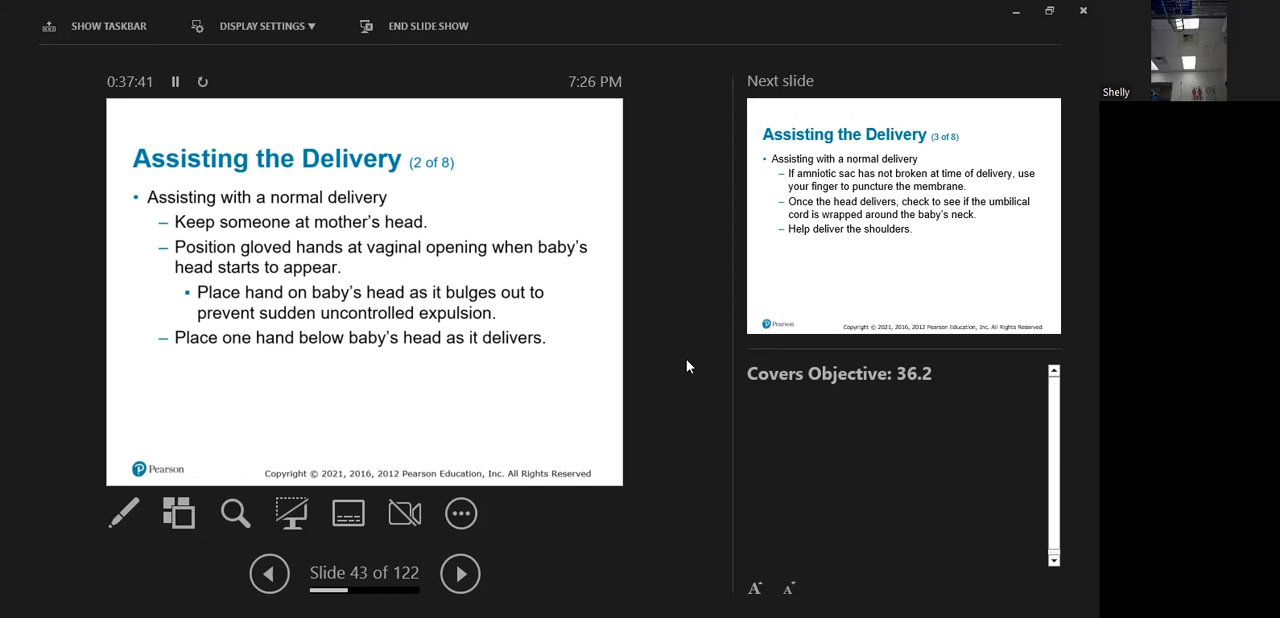 SHOW TASKBAR
DISPLAY SETTINGS ▼
END SLIDE SHOW
Shelly
0:37:41
7:26 PM
Assisting the Delivery (2 of 8)
• Assisting with a normal delivery
– Keep someone at mother's head.
– Position gloved hands at vaginal opening when baby's
head starts to appear.
▪ Place hand on baby's head as it bulges out to
prevent sudden uncontrolled expulsion.
– Place one hand below baby's head as it delivers.
Pearson
Copyright © 2021, 2016, 2012 Pearson Education, Inc. All Rights Reserved
Slide 43 of 122
Next slide
Assisting the Delivery (3 of 8)
• Assisting with a normal delivery
– If amniotic sac has not broken at time of delivery, use
your finger to puncture the membrane.
– Once the head delivers, check to see if the umbilical
cord is wrapped around the baby's neck.
– Help deliver the shoulders.
Pearson
Copyright © 2021, 2016, 2012 Pearson Education, Inc. All Rights Reserved
Covers Objective: 36.2
A A